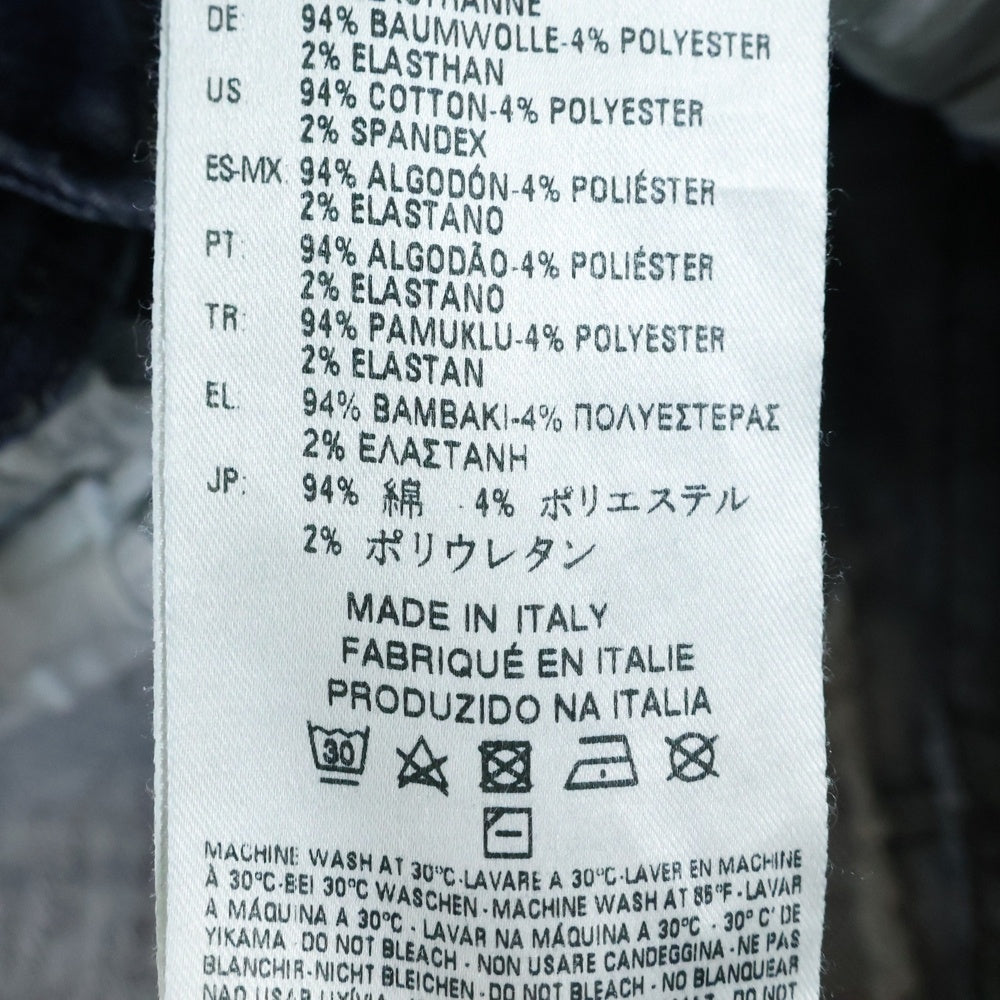 DE: 94% BAUMWOLLE-4% POLYESTER
2% ELASTHAN
US 94% COTTON-4% POLYESTER
2% SPANDEX
ES-MX: 94% ALGODÓN-4% POLIÉSTER
2% ELASTANO
PT: 94% ALGODÃO-4% POLIÉSTER
2% ELASTANO
TR: 94% PAMUKLU-4% POLYESTER
2% ELASTAN
EL: 94% BAMBAKI-4% ΠΟΛΥΕΣΤΕΡΑΣ
2% ΕΛΑΣΤΑΝΗ
JP: 94% 綿 · 4% ポリエステル
2% ポリウレタン
MADE IN ITALY
FABRIQUÉ EN ITALIE
PRODUZIDO NA ITALIA
30
MACHINE WASH AT 30°C-LAVARE A 30°C-LAVER EN MACHINE
À 30°C-BEI 30°C WASCHEN - MACHINE WASH AT 85°F - LAVAR
A MÁQUINA A 30°C - LAVAR NA MÁQUINA A 30°C - 30° C' DE
YIKAMA - DO NOT BLEACH - NON USARE CANDEGGINA - NE PAS
BLANCHIR-NICHT BLEICHEN - DO NOT BLEACH - NO BLANQUEAR